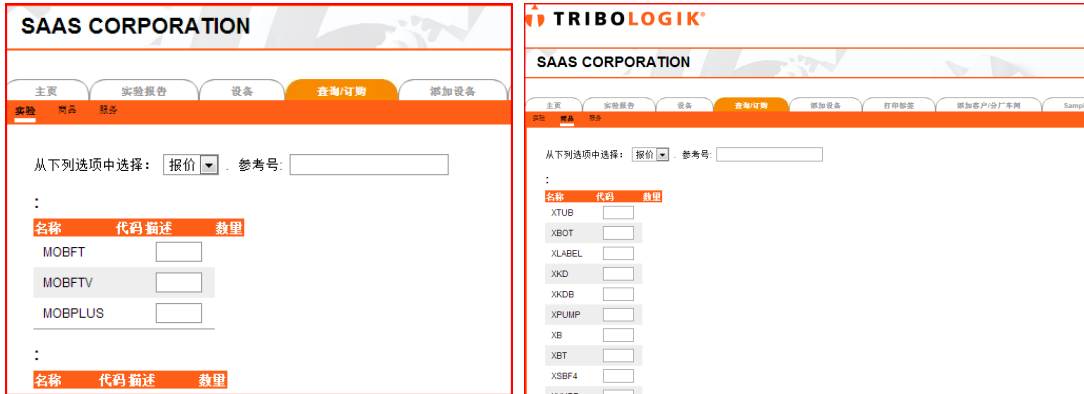 SAAS CORPORATION
主页 实验报告 设备 查询/订购 添加设备
实验 商品 服务
从下列选项中选择： 报价 . 参考号:
:
名称 代码 描述 数里
MOBFT
MOBFTV
MOBPLUS
:
名称 代码 描述 数里
TRIBOLOGIK
SAAS CORPORATION
主页 实验报告 设备 查询/订购 添加设备 打印标签 添加客户/分厂车间 Sampl
实验 商品 服务
从下列选项中选择： 报价 . 参考号:
:
名称 代码 数里
XTUB
XBOT
XLABEL
XKD
XKDB
XPUMP
XB
XBT
XSBF4